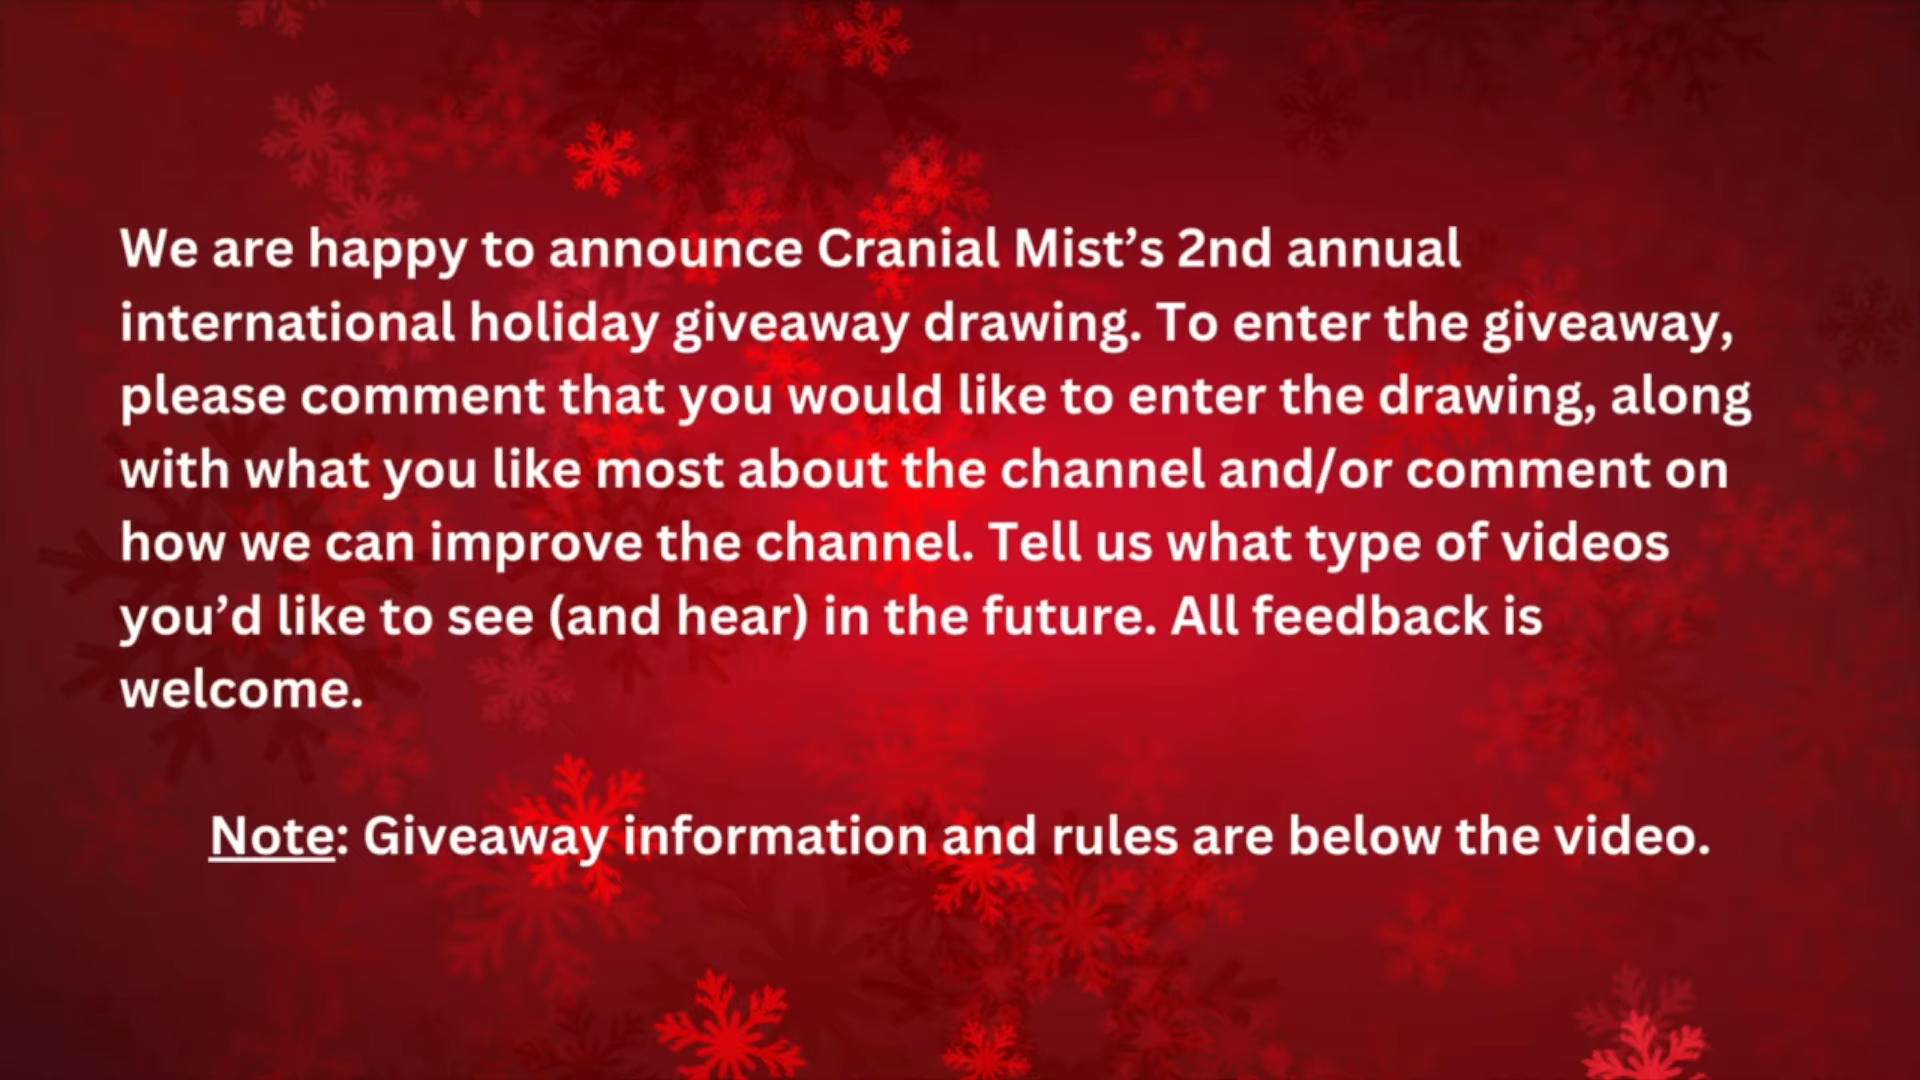 We are happy to announce Cranial Mist’s 2nd annual
international holiday giveaway drawing. To enter the giveaway,
please comment that you would like to enter the drawing, along
with what you like most about the channel and/or comment on
how we can improve the channel. Tell us what type of videos
you’d like to see (and hear) in the future. All feedback is
welcome.
Note: Giveaway information and rules are below the video.